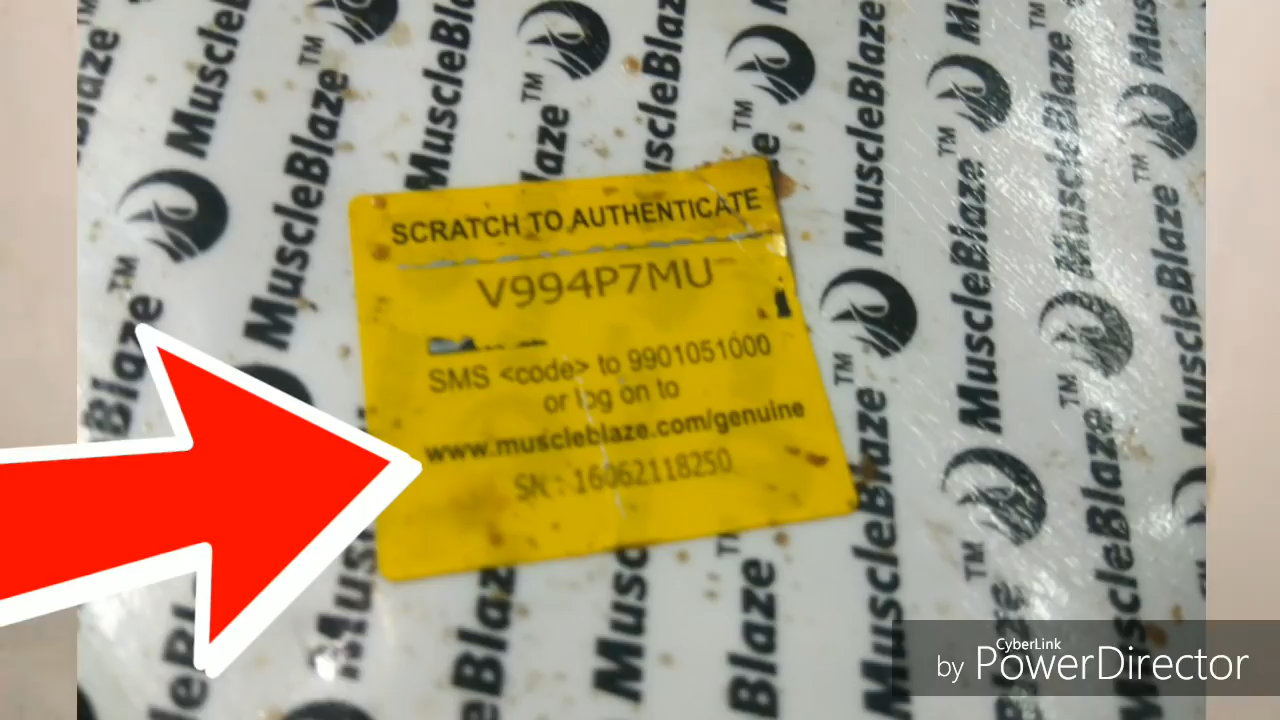 MuscleBlaze™
SCRATCH TO AUTHENTICATE
V994P7MU
SMS <code> to 9901051000
or log on to
www.muscleblaze.com/genuine
SN : 16062118250
CyberLink
by PowerDirector